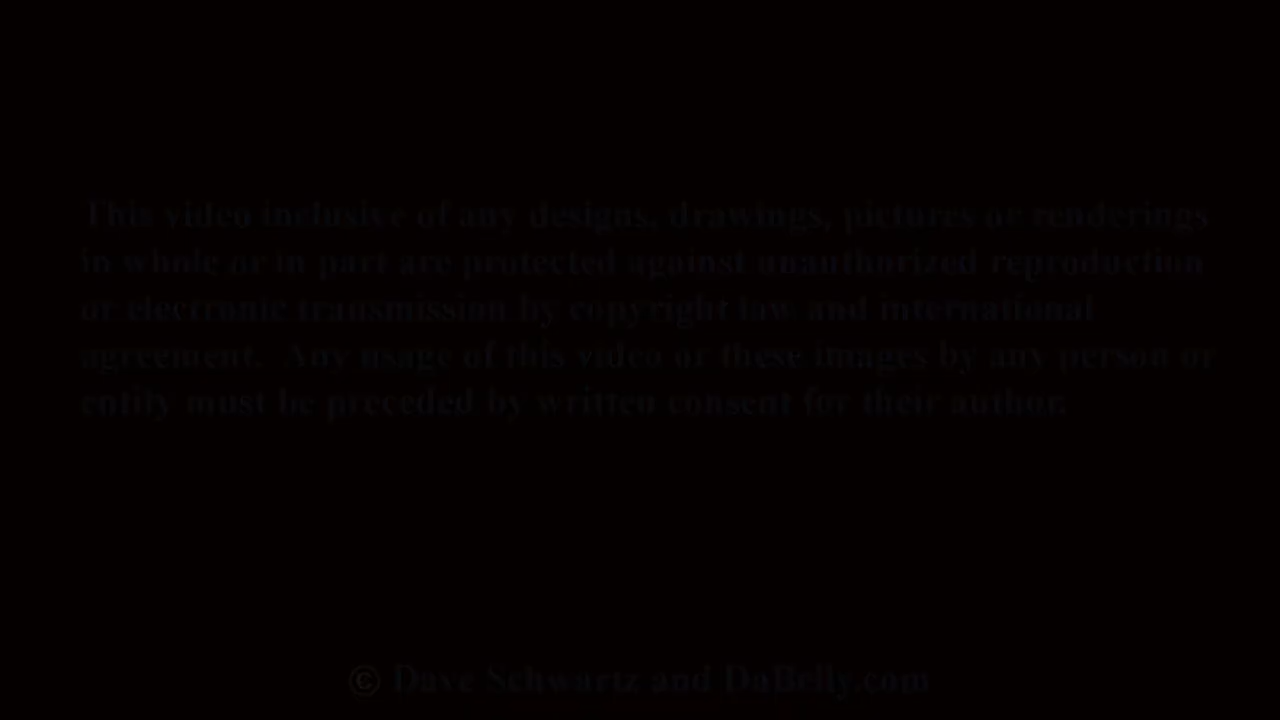 This video inclusive of any designs, drawings, pictures or renderings
in whole or in part are protected against unauthorized reproduction
or electronic transmission by copyright law and international
agreement.  Any usage of this video or these images by any person or
entity must be preceded by written consent for their author.
© Dave Schwartz and DaBelly.com